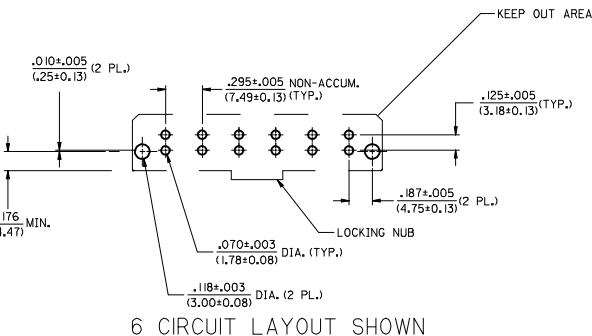 KEEP OUT AREA
.010±.005 (2 PL.)
(.25±0.13)
.295±.005 NON-ACCUM.
(7.49±0.13) (TYP.)
.125±.005 (TYP.)
(3.18±0.13)
176 MIN.
.47)
.187±.005 (2 PL.)
(4.75±0.13)
LOCKING NUB
.070±.003 DIA. (TYP.)
(1.78±0.08)
.118±.003 DIA. (2 PL.)
(3.00±0.08)
6 CIRCUIT LAYOUT SHOWN